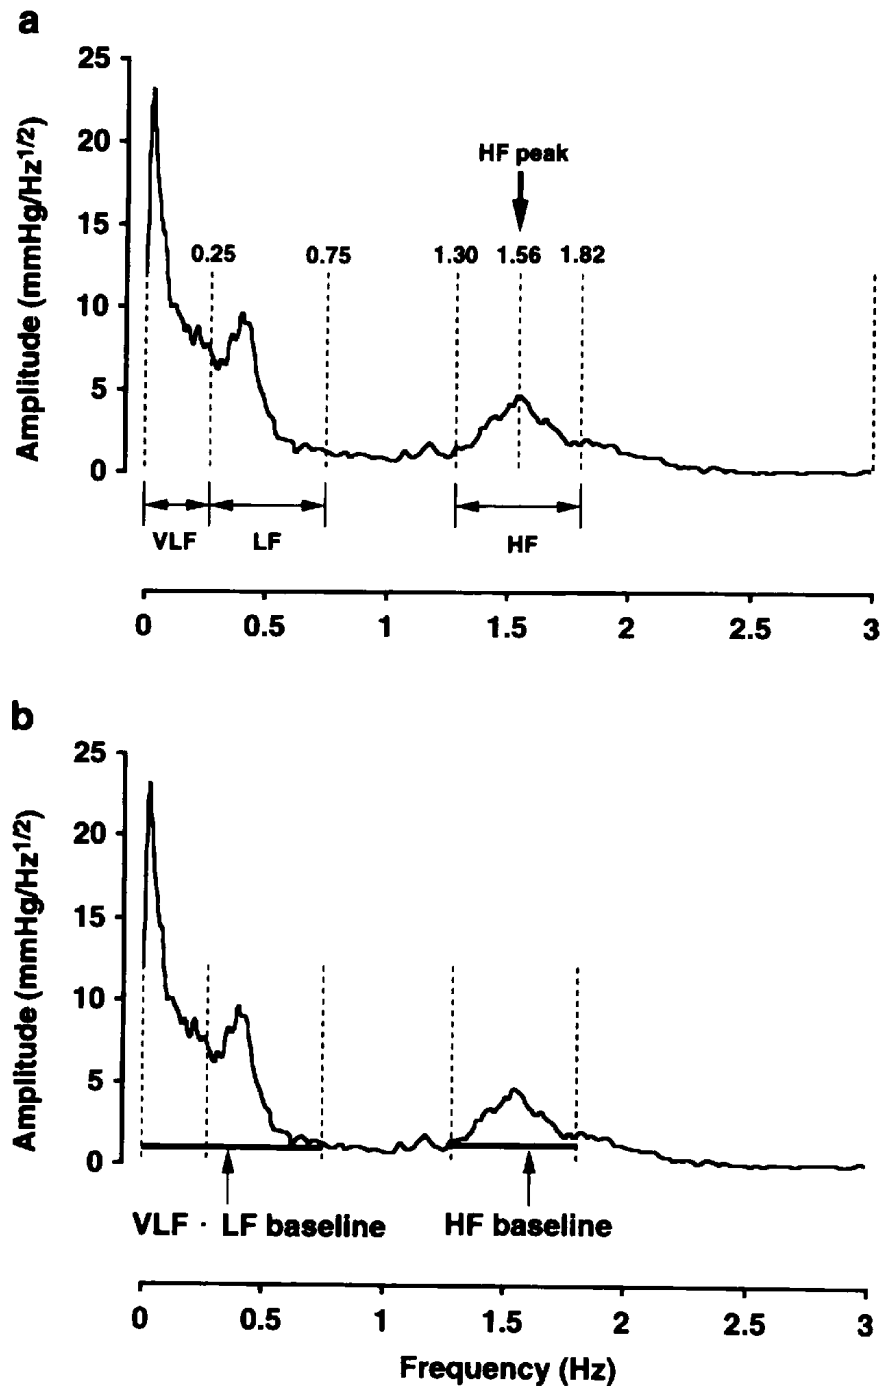 a
25
20
15
10
5
0
Amplitude (mmHg/Hz1/2)
HF peak
0.25 0.75 1.30 1.56 1.82
VLF LF HF
0 0.5 1 1.5 2 2.5 3
b
25
20
15
10
5
0
Amplitude (mmHg/Hz1/2)
VLF · LF baseline HF baseline
0 0.5 1 1.5 2 2.5 3
Frequency (Hz)